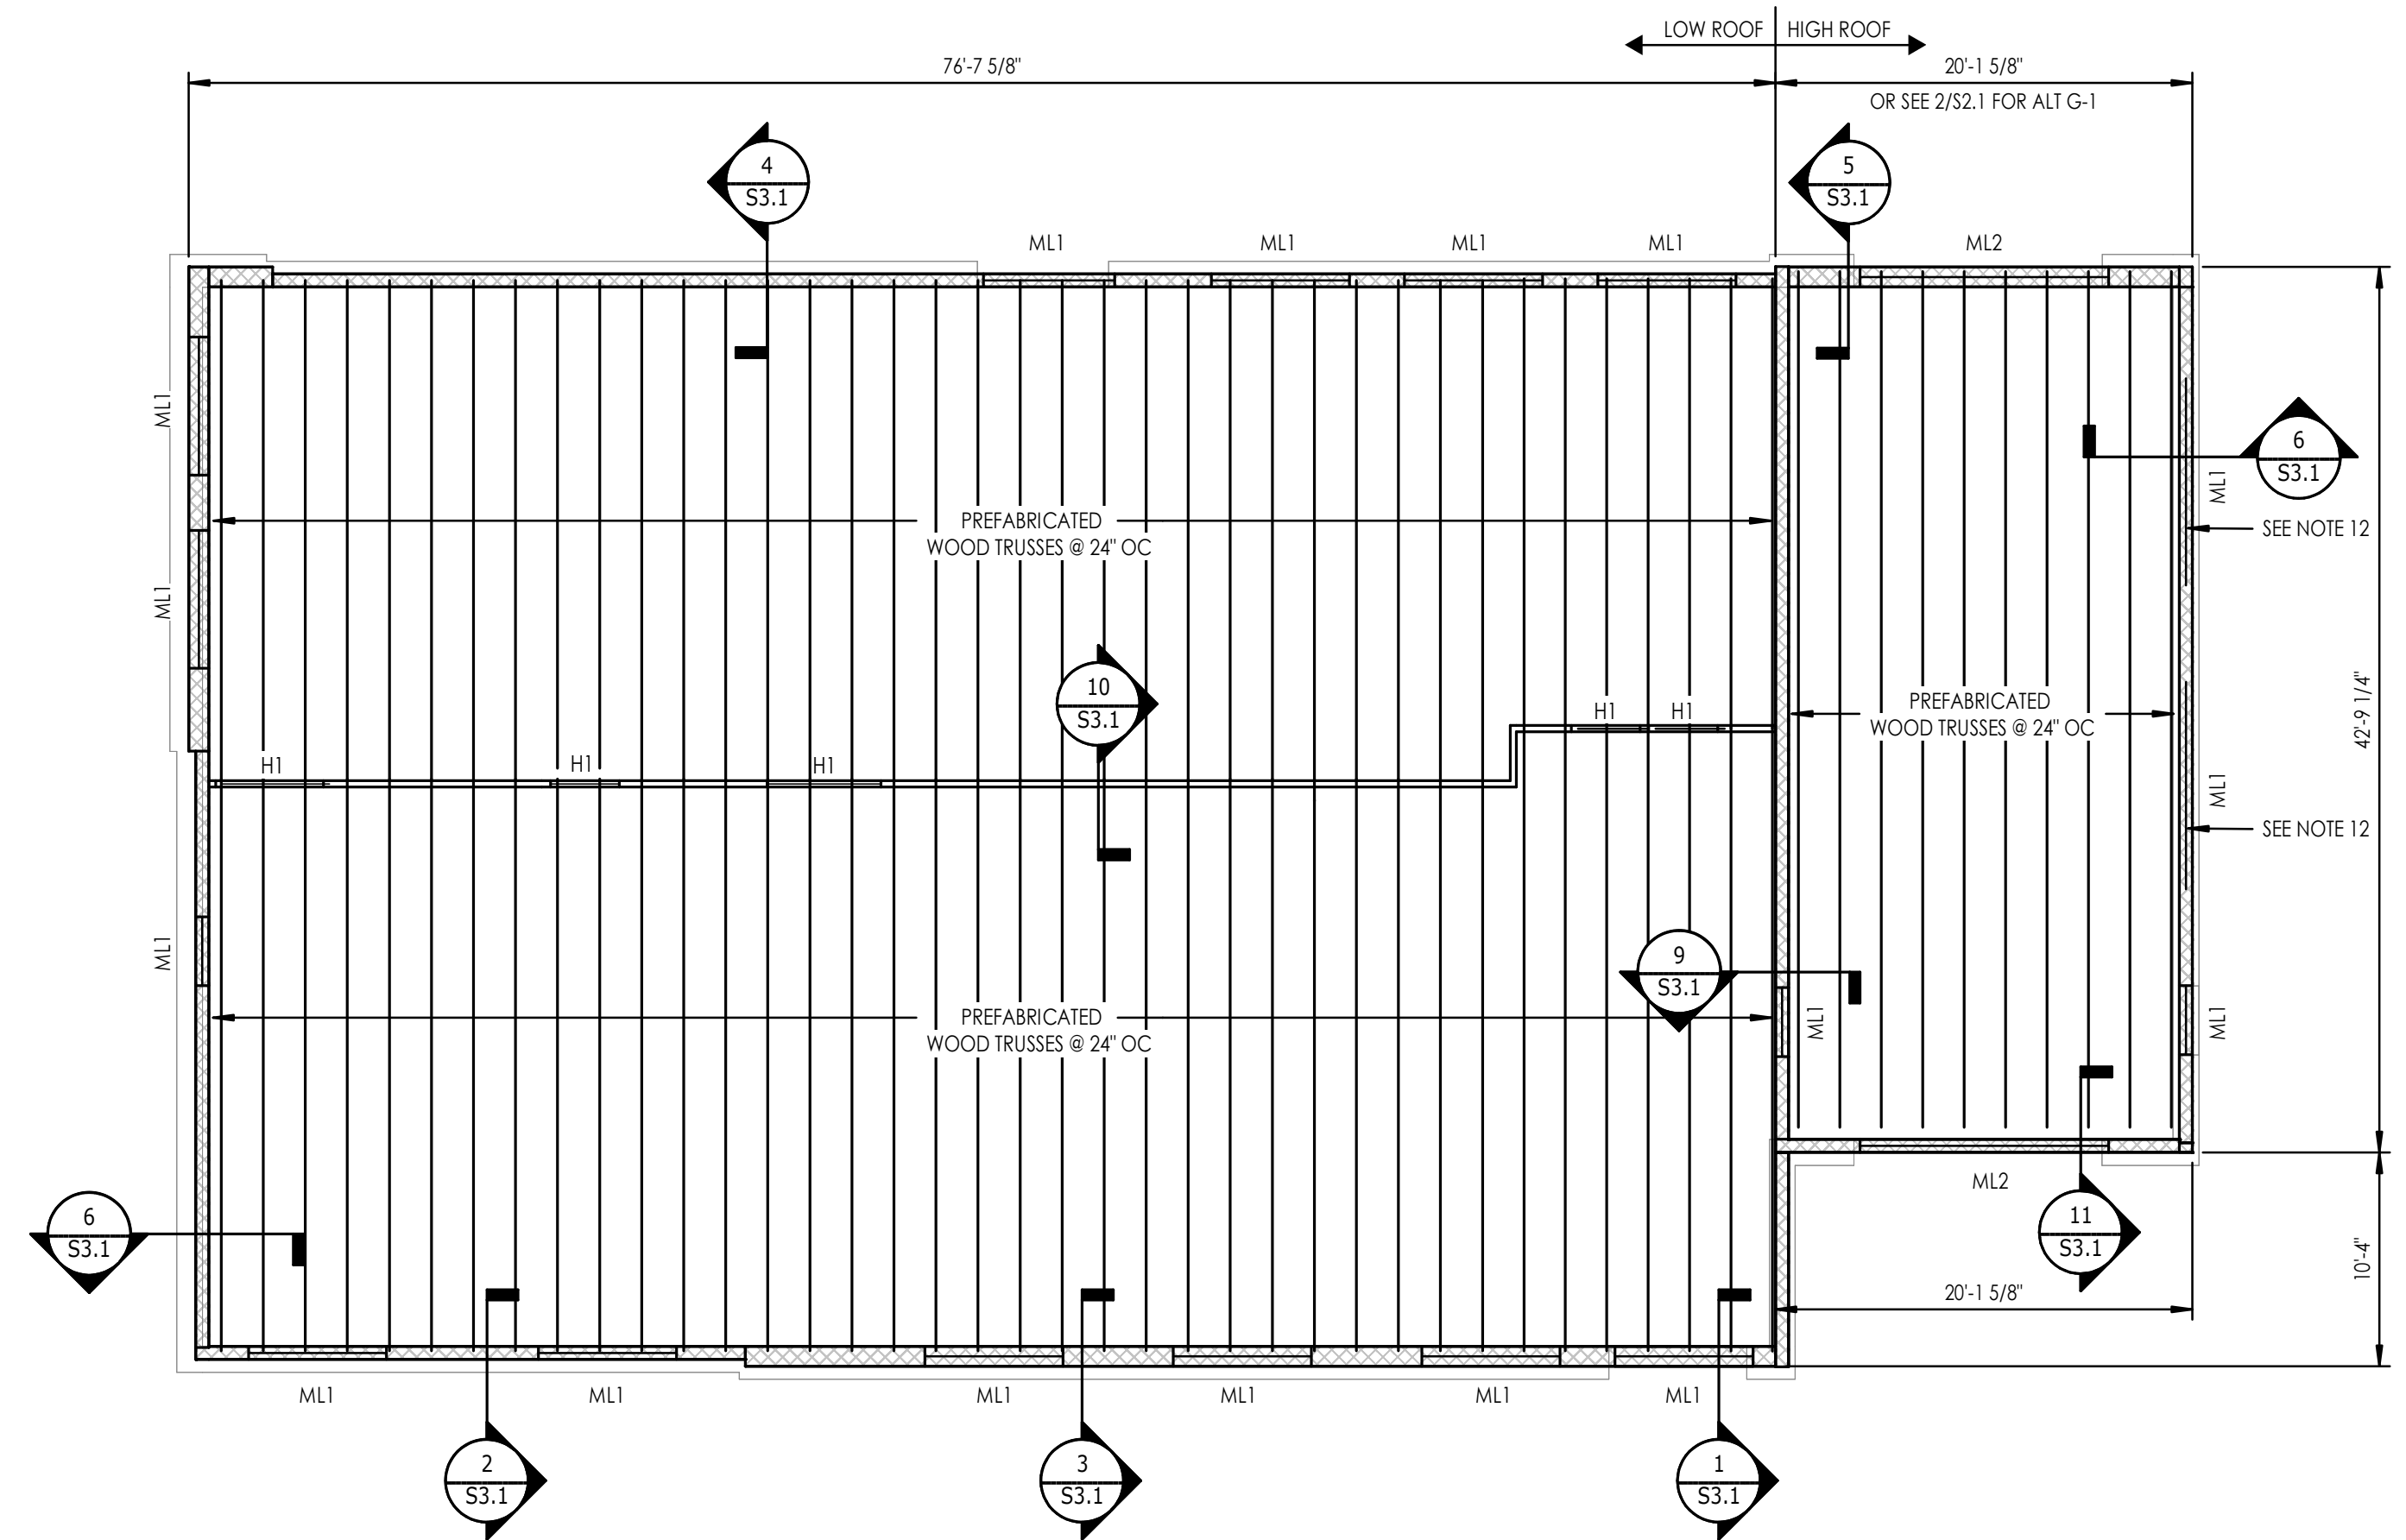 LOW ROOF
HIGH ROOF
76'-7 5/8"
20'-1 5/8"
OR SEE 2/S2.1 FOR ALT G-1
4
S3.1
5
S3.1
ML1
ML1
ML1
ML1
ML2
ML1
6
S3.1
ML1
PREFABRICATED
WOOD TRUSSES @ 24" OC
SEE NOTE 12
ML1
10
S3.1
H1
H1
PREFABRICATED
WOOD TRUSSES @ 24" OC
42'-9 1/4"
H1
H1
H1
ML1
SEE NOTE 12
ML1
9
S3.1
PREFABRICATED
WOOD TRUSSES @ 24" OC
ML1
ML1
ML2
6
S3.1
11
S3.1
10'-4"
20'-1 5/8"
ML1
ML1
ML1
ML1
ML1
ML1
2
S3.1
3
S3.1
1
S3.1